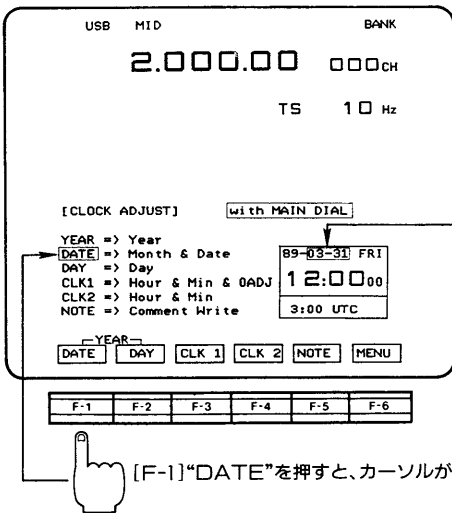 USB MID BANK
2.000.00 000CH
TS 10 Hz
[CLOCK ADJUST] with MAIN DIAL
YEAR => Year
DATE => Month & Date
DAY => Day
CLK1 => Hour & Min & 0ADJ
CLK2 => Hour & Min
NOTE => Comment Write
89-03-31 FRI
12:00 00
3:00 UTC
YEAR
DATE DAY CLK 1 CLK 2 NOTE MENU
F-1 F-2 F-3 F-4 F-5 F-6
[F-1]“DATE”を押すと、カーソルが